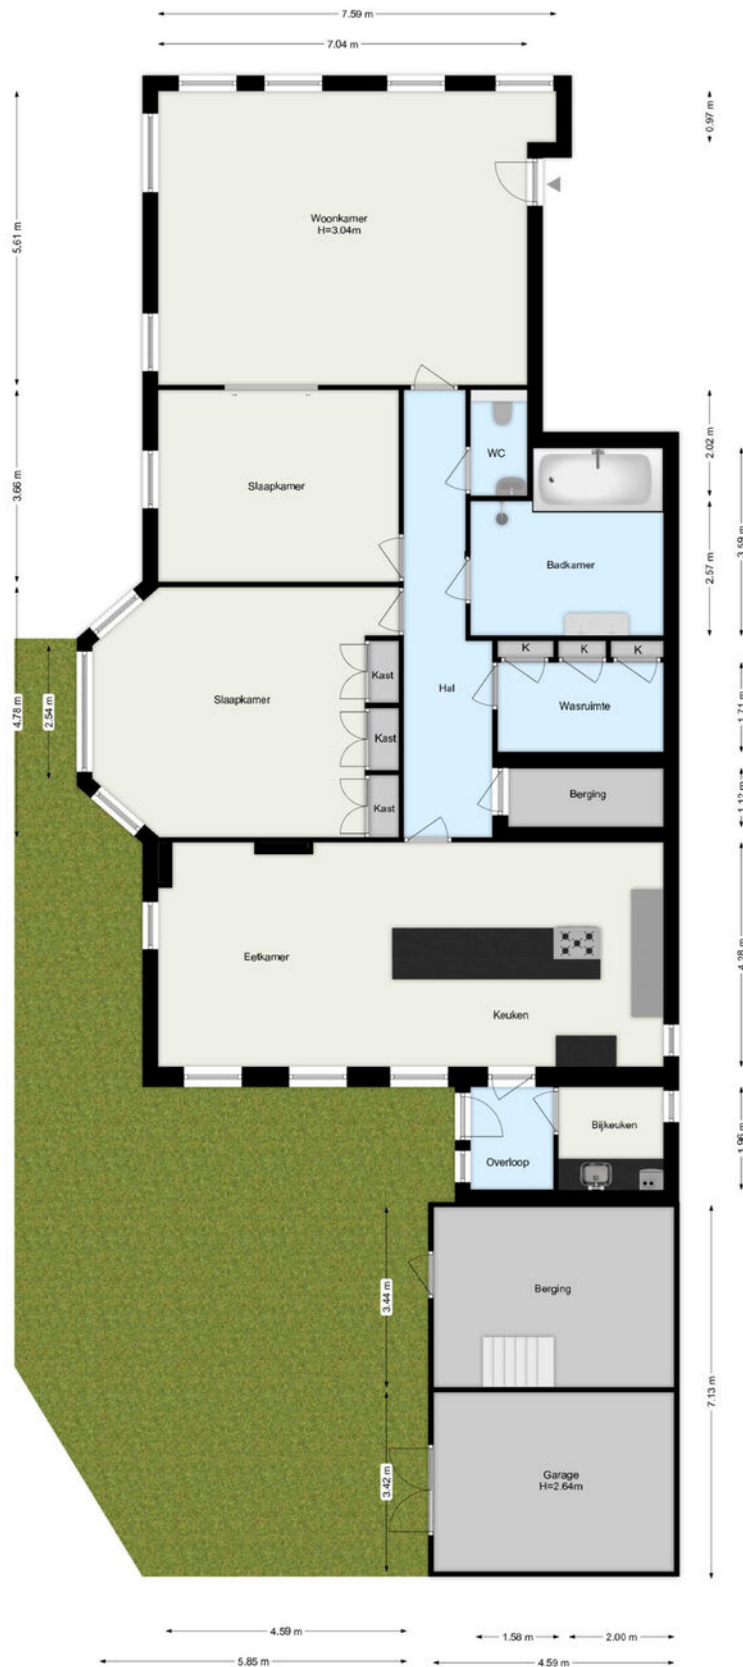 7.59 m
7.04 m
0.97 m
5.61 m
Woonkamer
H=3.04m
2.02 m
3.66 m
WC
Slaapkamer
3.59 m
2.57 m
Badkamer
K
K
K
4.78 m
2.54 m
Kast
Slaapkamer
Hal
Wasruimte
1.71 m
Kast
Kast
Berging
1.12 m
4.28 m
Eetkamer
Keuken
Bijkeuken
1.96 m
Overloop
3.44 m
Berging
7.13 m
3.42 m
Garage
H=2.64m
4.59 m
1.58 m
2.00 m
5.85 m
4.59 m